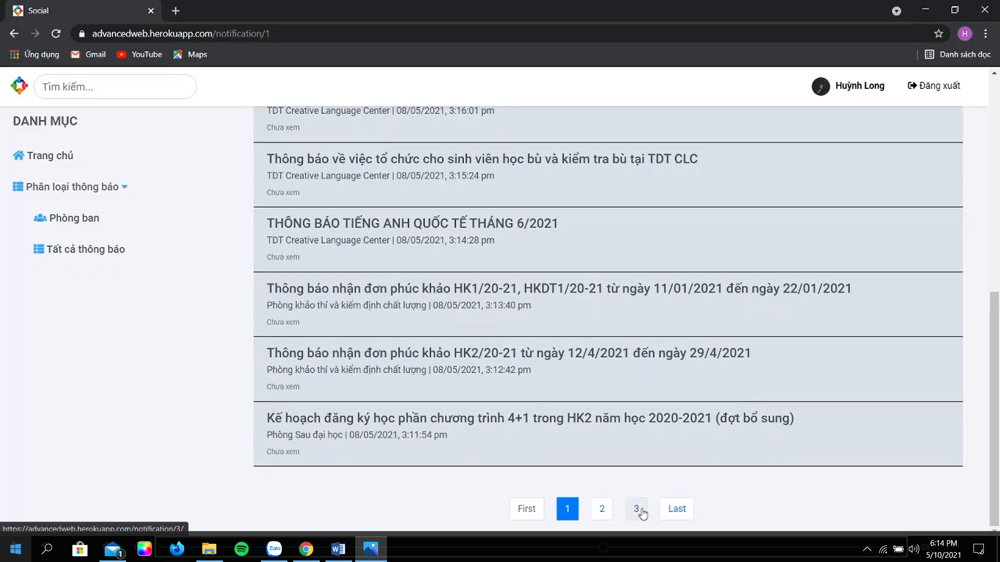 Social
advancedweb.herokuapp.com/notification/1
H
Ứng dụng
Gmail
YouTube
Maps
Danh sách đọc
Tìm kiếm...
Huỳnh Long
Đăng xuất
DANH MỤC
Trang chủ
Phân loại thông báo
Phòng ban
Tất cả thông báo
TDT Creative Language Center | 08/05/2021, 3:16:01 pm
Chưa xem
Thông báo về việc tổ chức cho sinh viên học bù và kiểm tra bù tại TDT CLC
TDT Creative Language Center | 08/05/2021, 3:15:24 pm
Chưa xem
THÔNG BÁO TIẾNG ANH QUỐC TẾ THÁNG 6/2021
TDT Creative Language Center | 08/05/2021, 3:14:28 pm
Chưa xem
Thông báo nhận đơn phúc khảo HK1/20-21, HKDT1/20-21 từ ngày 11/01/2021 đến ngày 22/01/2021
Phòng khảo thí và kiểm định chất lượng | 08/05/2021, 3:13:40 pm
Chưa xem
Thông báo nhận đơn phúc khảo HK2/20-21 từ ngày 12/4/2021 đến ngày 29/4/2021
Phòng khảo thí và kiểm định chất lượng | 08/05/2021, 3:12:42 pm
Chưa xem
Kế hoạch đăng ký học phần chương trình 4+1 trong HK2 năm học 2020-2021 (đợt bổ sung)
Phòng Sau đại học | 08/05/2021, 3:11:54 pm
Chưa xem
First
1
2
3
Last
https://advancedweb.herokuapp.com/notification/3/
1
Zalo
6:14 PM
5/10/2021